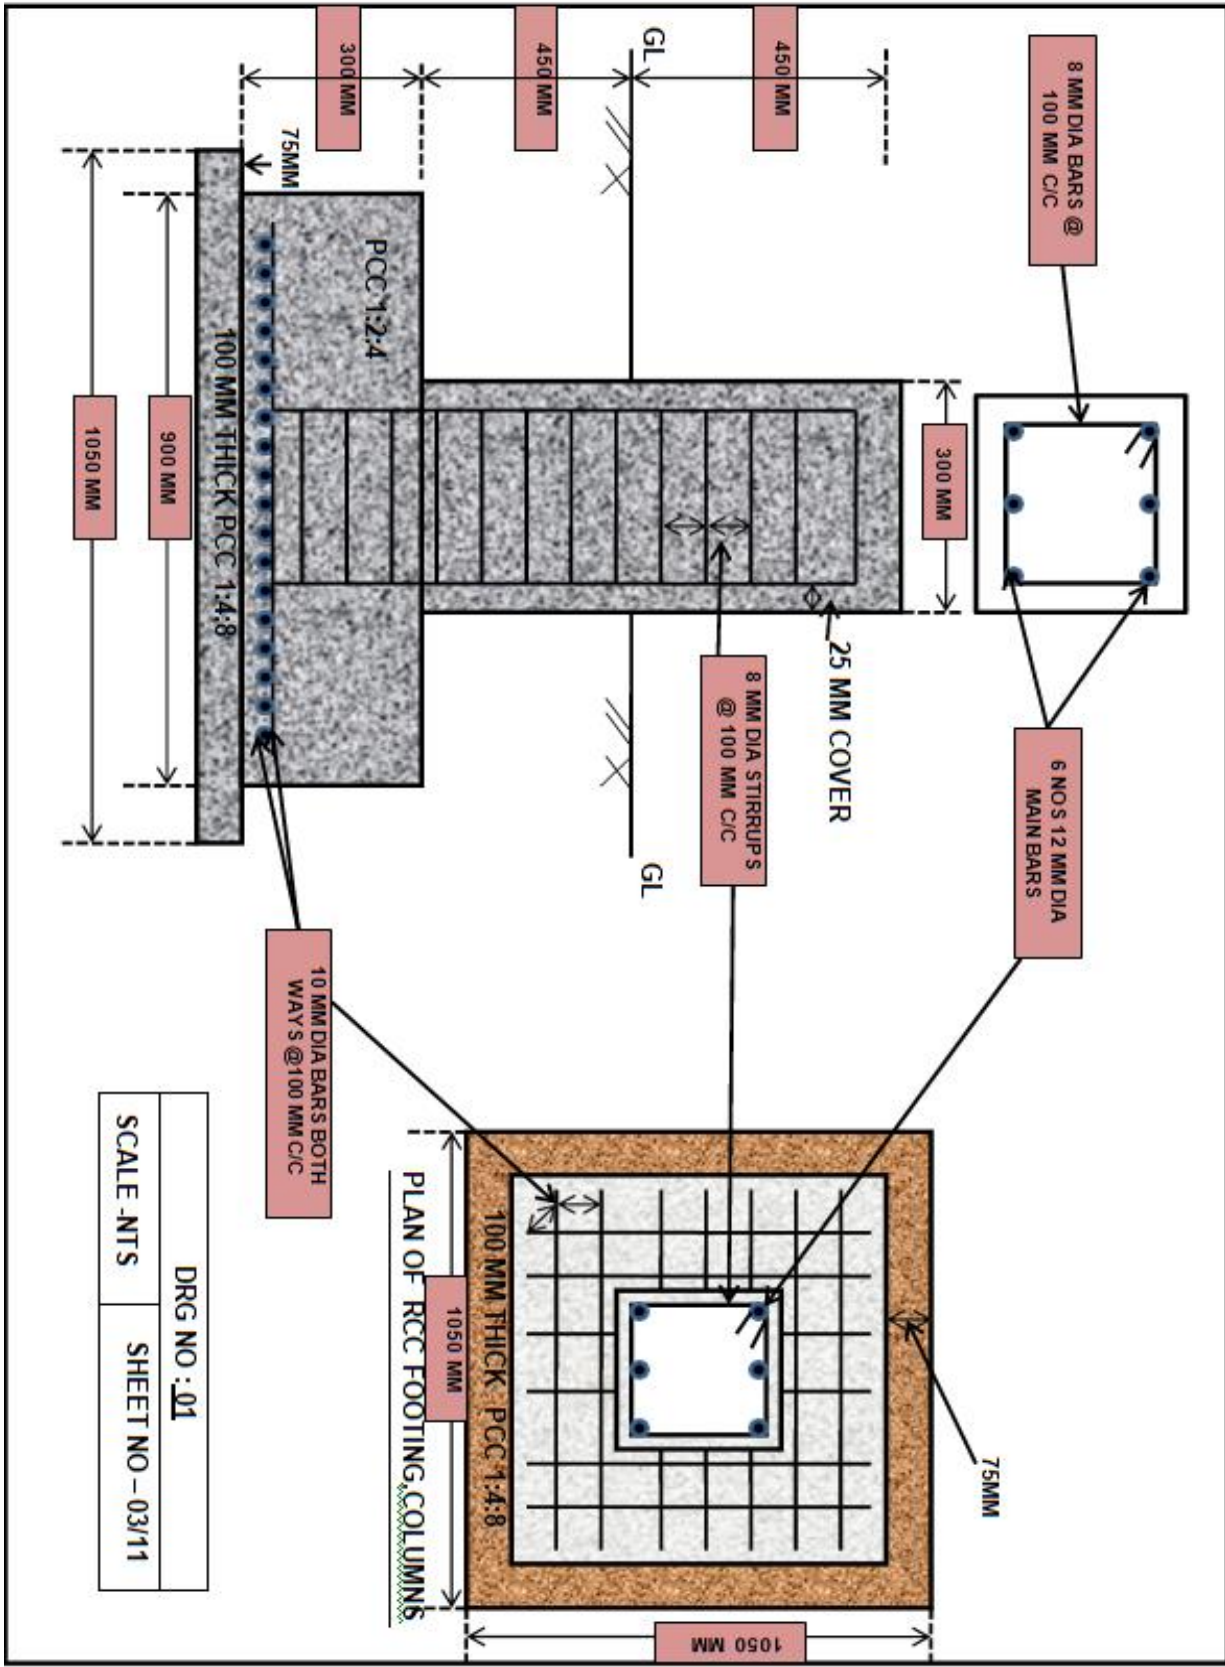 8 MM DIA BARS @
100 MM C/C
6 NOS 12 MM DIA
MAIN BARS
GL
450 MM
450 MM
300 MM
300 MM
25 MM COVER
8 MM DIA STIRRUPS
@ 100 MM C/C
GL
PCC 1:2:4
75MM
100 MM THICK PCC 1:4:8
900 MM
1050 MM
10 MM DIA BARS BOTH
WAYS @100 MM C/C
75MM
1050 MM
100 MM THICK PCC 1:4:8
1050 MM
PLAN OF RCC FOOTING,COLUMNS
DRG NO : 01
SCALE -NTS
SHEET NO – 03/11